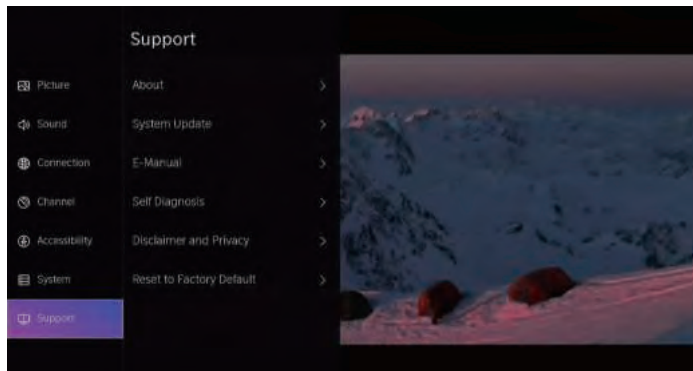 Support
Picture
Sound
Connection
Channel
Accessibility
System
Support
About
System Update
E-Manual
Self Diagnosis
Disclaimer and Privacy
Reset to Factory Default